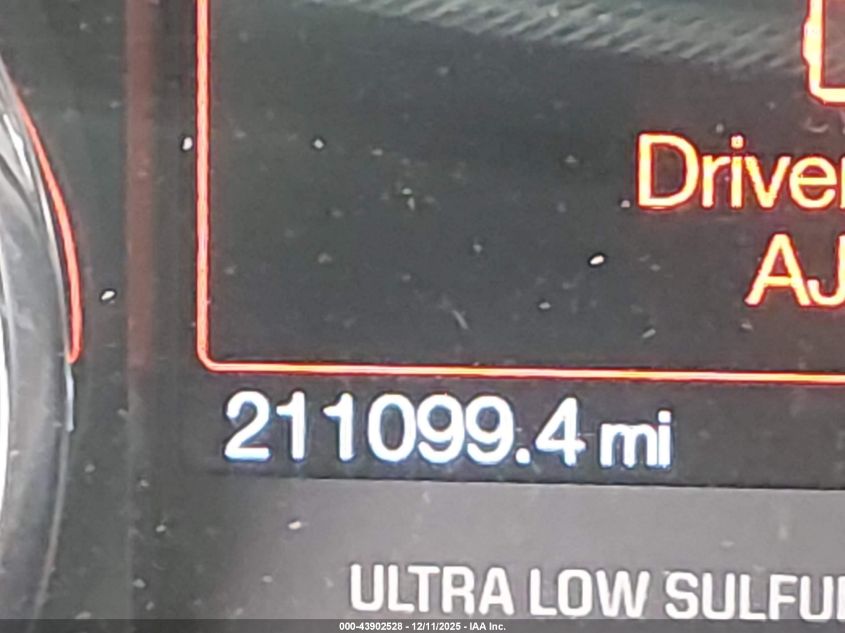 Driver
AJ
211099.4 mi
ULTRA LOW SULFU
000-43902528 - 12/11/2025 - IAA Inc.